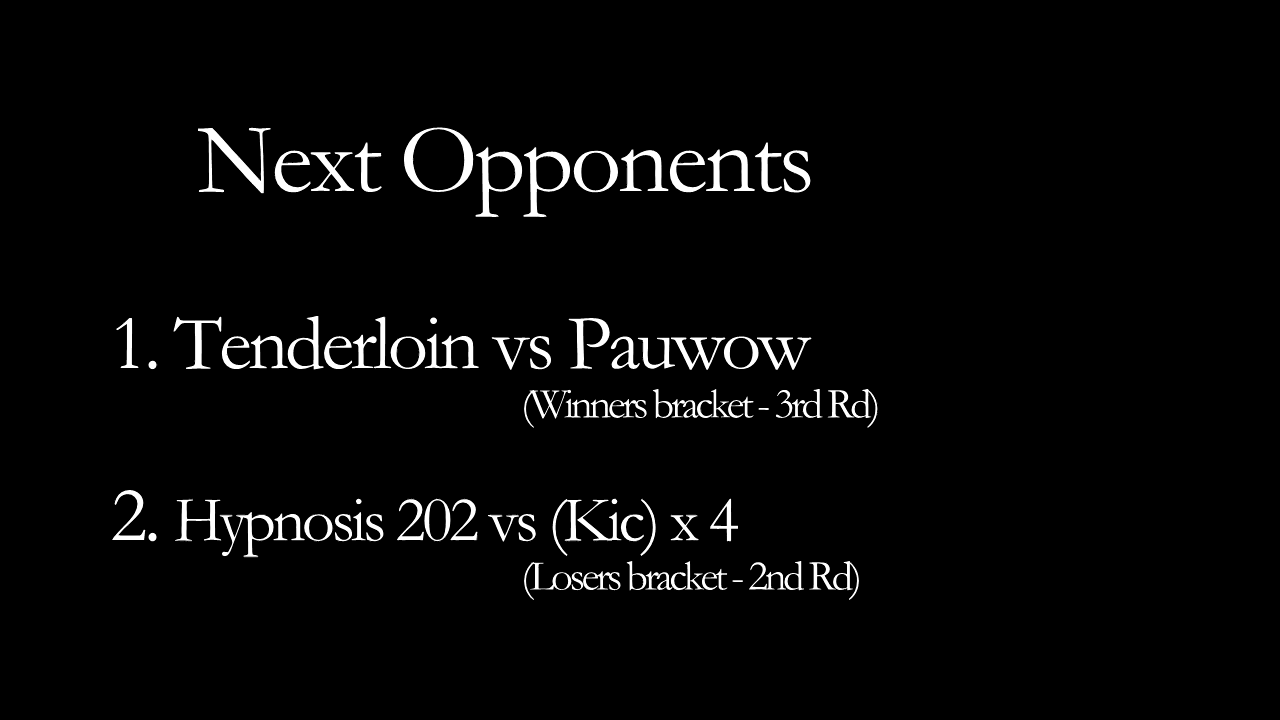 Next Opponents
1. Tenderloin vs Pauwow
(Winners bracket - 3rd Rd)
2. Hypnosis 202 vs (Kic) x 4
(Losers bracket - 2nd Rd)